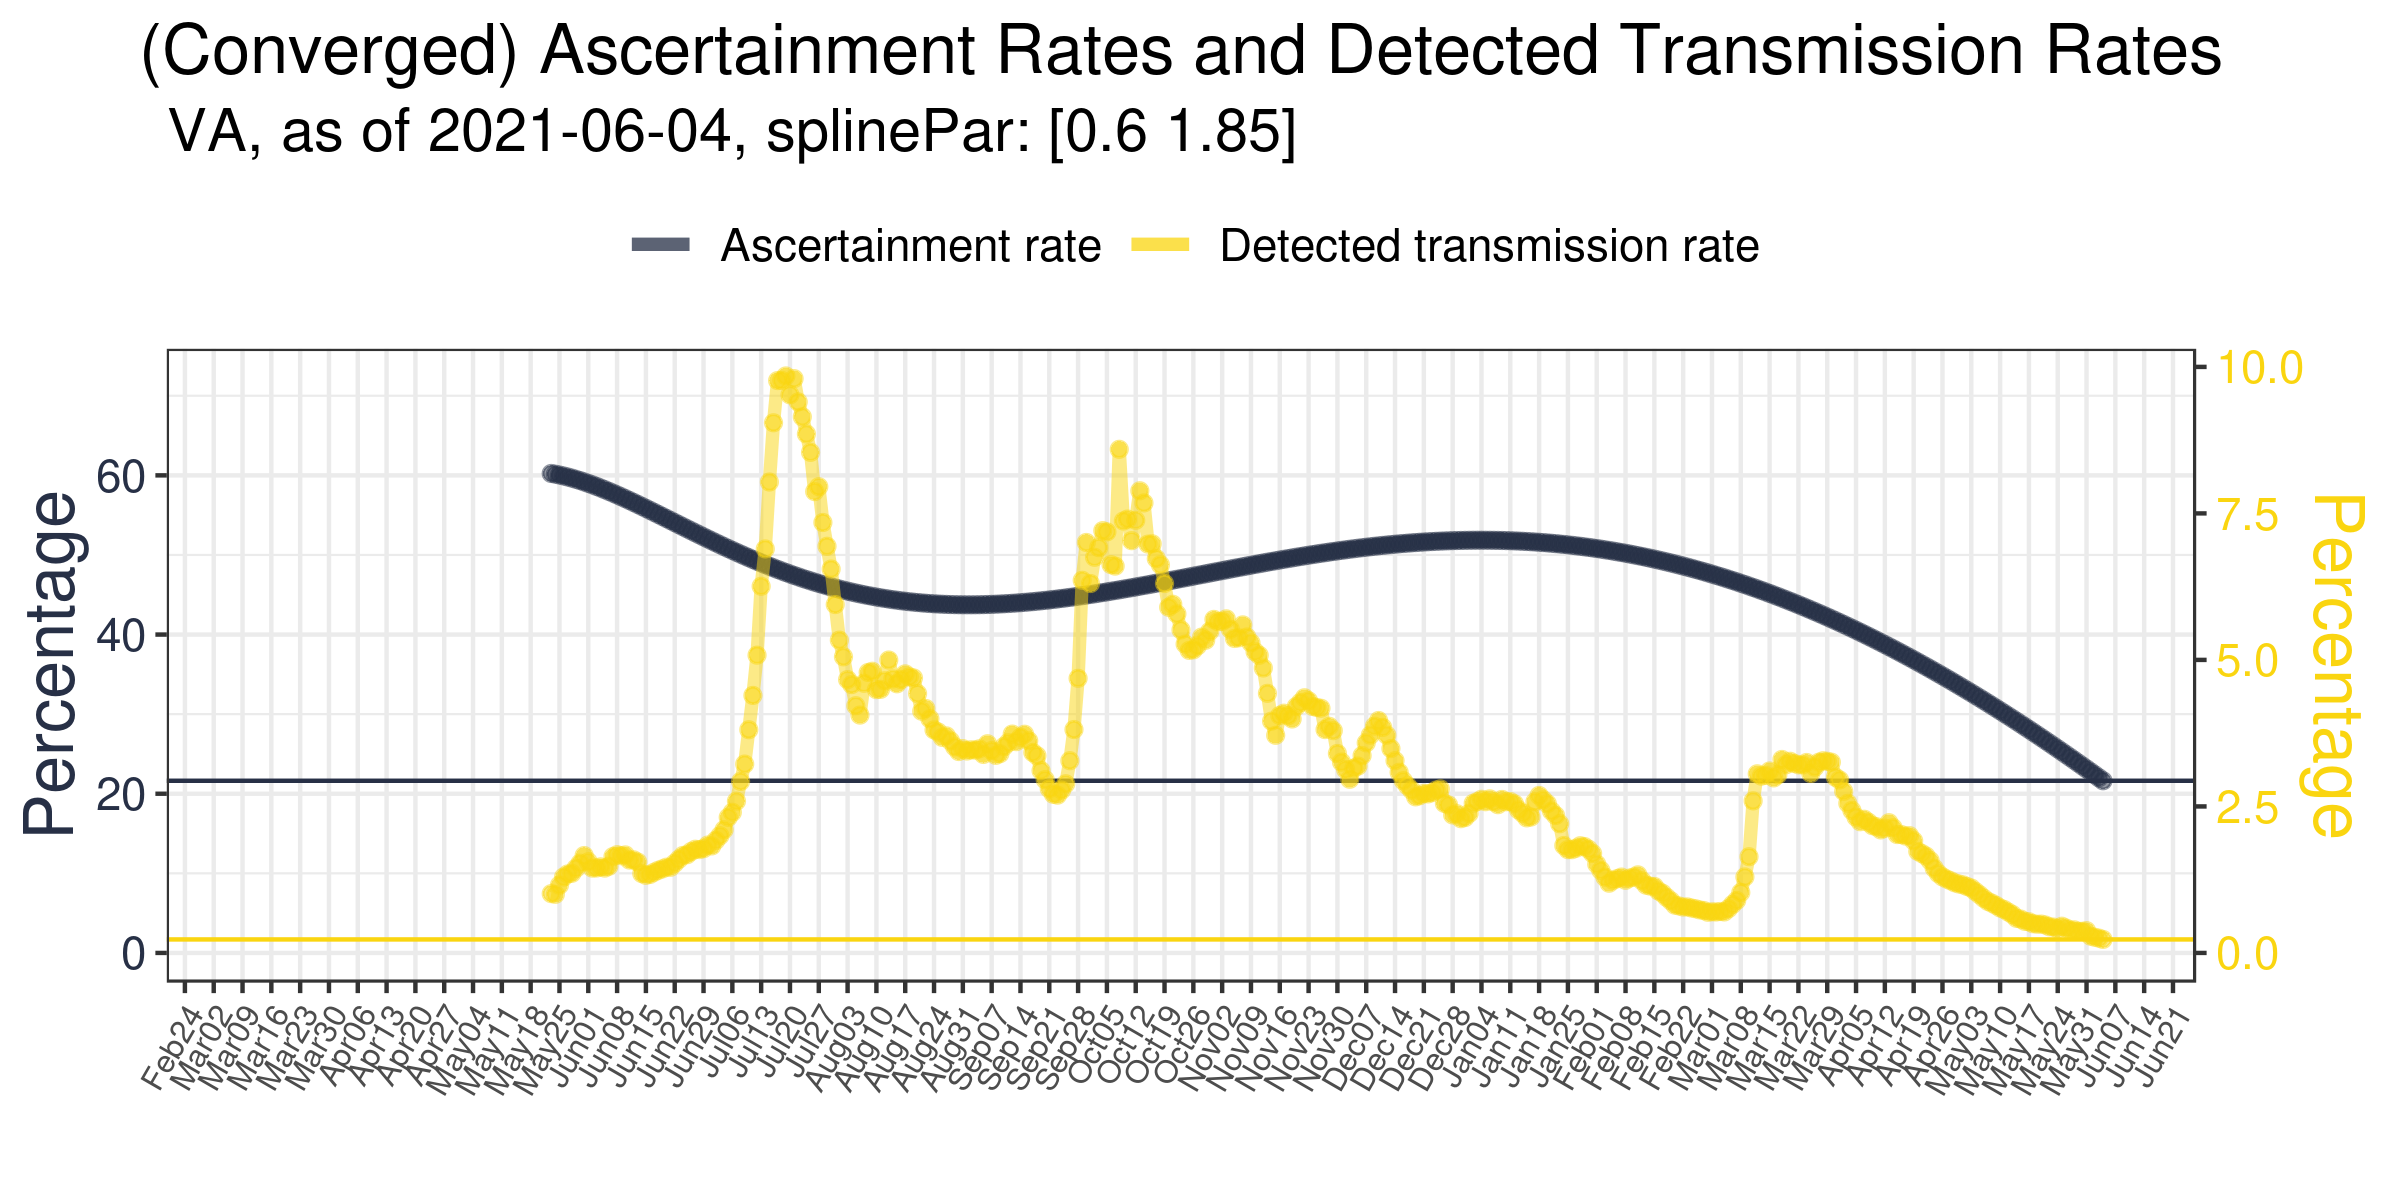 (Converged) Ascertainment Rates and Detected Transmission Rates
VA, as of 2021-06-04, splinePar: [0.6 1.85]
Ascertainment rate Detected transmission rate
Percentage
60
40
20
0
10.0
7.5
5.0
2.5
0.0
Percentage
Feb24 Mar02 Mar09 Mar16 Mar23 Mar30 Apr06 Apr13 Apr20 Apr27 May04 May11 May18 May25 Jun01 Jun08 Jun15 Jun22 Jun29 Jul06 Jul13 Jul20 Jul27 Aug03 Aug10 Aug17 Aug24 Aug31 Sep07 Sep14 Sep21 Sep28 Oct05 Oct12 Oct19 Oct26 Nov02 Nov09 Nov16 Nov23 Nov30 Dec07 Dec14 Dec21 Dec28 Jan04 Jan11 Jan18 Jan25 Feb01 Feb08 Feb15 Feb22 Mar01 Mar08 Mar15 Mar22 Mar29 Apr05 Apr12 Apr19 Apr26 May03 May10 May17 May24 May31 Jun07 Jun14 Jun21